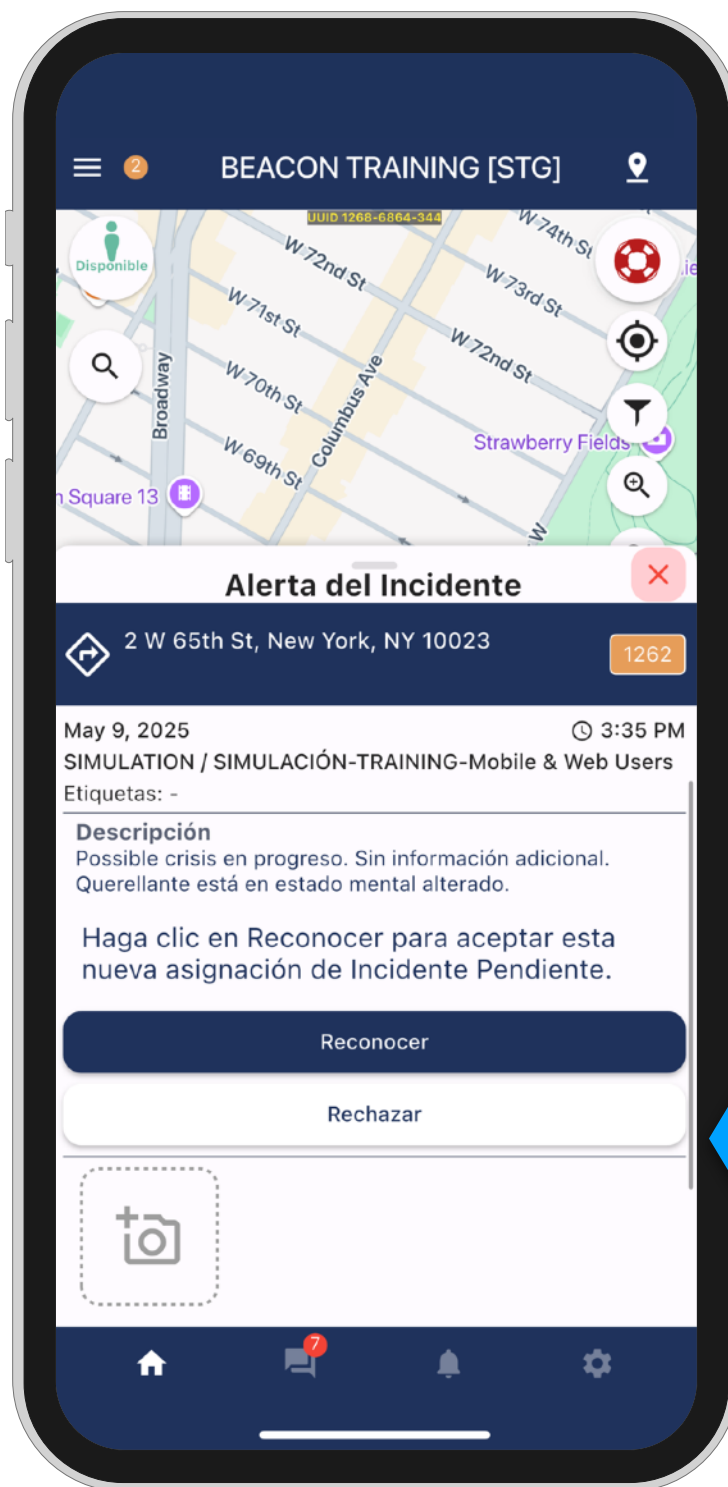 2
BEACON TRAINING [STG]
UUID 1268-6864-344
Disponible
W 74th St
W 72nd St
W 73rd St
W 71st St
W 72nd St
Broadway
W 70th St
Columbus Ave
Strawberry Fields
W 69th St
n Square 13
W
Alerta del Incidente
2 W 65th St, New York, NY 10023
1262
May 9, 2025 3:35 PM
SIMULATION / SIMULACIÓN-TRAINING-Mobile & Web Users
Etiquetas: -
Descripción
Possible crisis en progreso. Sin información adicional.
Querellante está en estado mental alterado.
Haga clic en Reconocer para aceptar esta
nueva asignación de Incidente Pendiente.
Reconocer
Rechazar
7